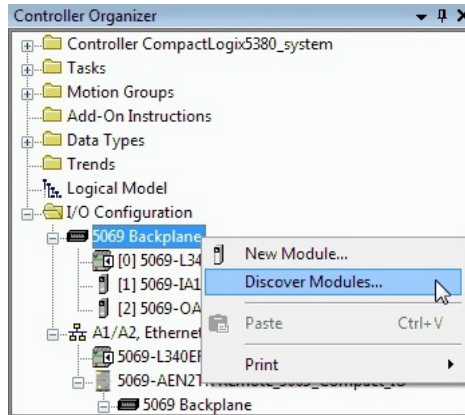 Controller Organizer
Controller CompactLogix5380_system
Tasks
Motion Groups
Add-On Instructions
Data Types
Trends
Logical Model
I/O Configuration
5069 Backplane
[0] 5069-L34
[1] 5069-IA1
[2] 5069-OA
A1/A2, Ethernet
5069-L340ER
5069-AEN2TR
5069 Backplane
New Module...
Discover Modules...
Paste Ctrl+V
Print